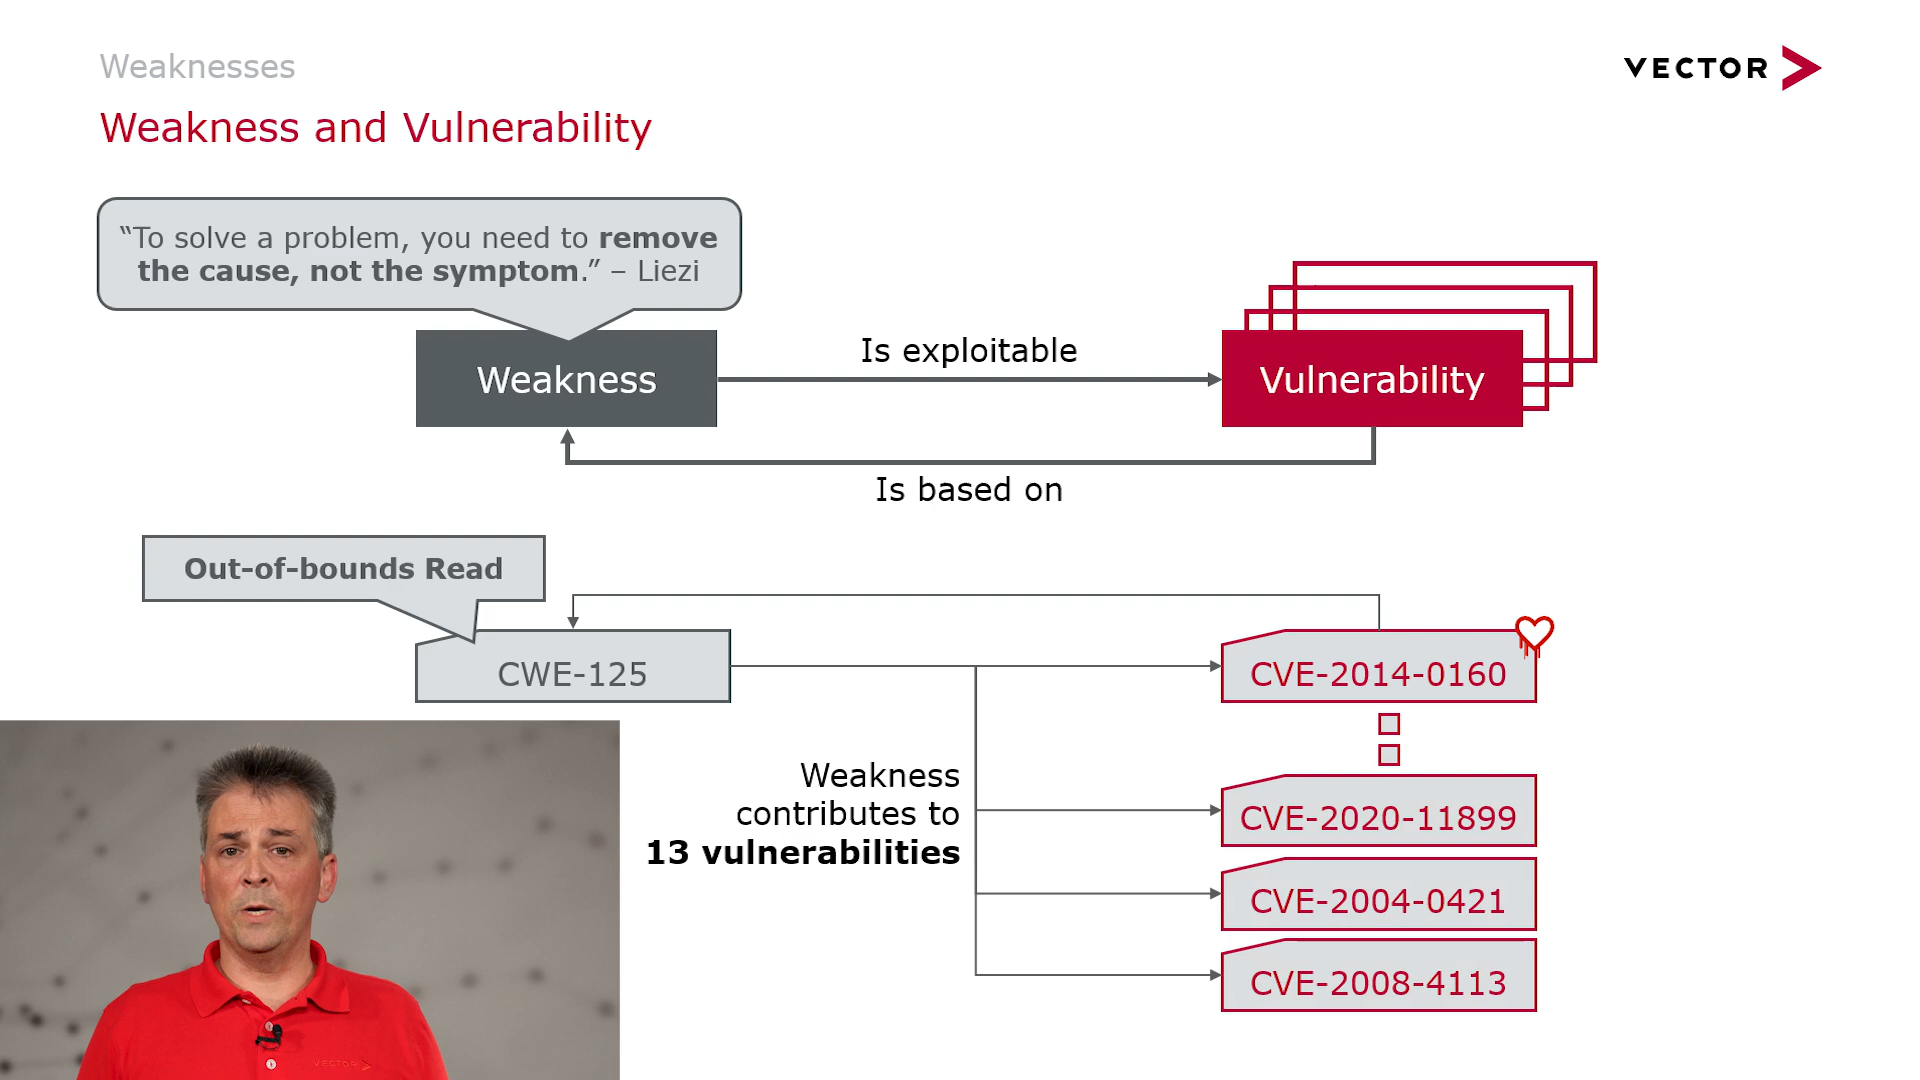 Weaknesses
VECTOR
Weakness and Vulnerability
“To solve a problem, you need to remove
the cause, not the symptom.” – Liezi
Weakness
Is exploitable
Vulnerability
Is based on
Out-of-bounds Read
CWE-125
CVE-2014-0160
Weakness
contributes to
13 vulnerabilities
CVE-2020-11899
CVE-2004-0421
CVE-2008-4113
VECTOR